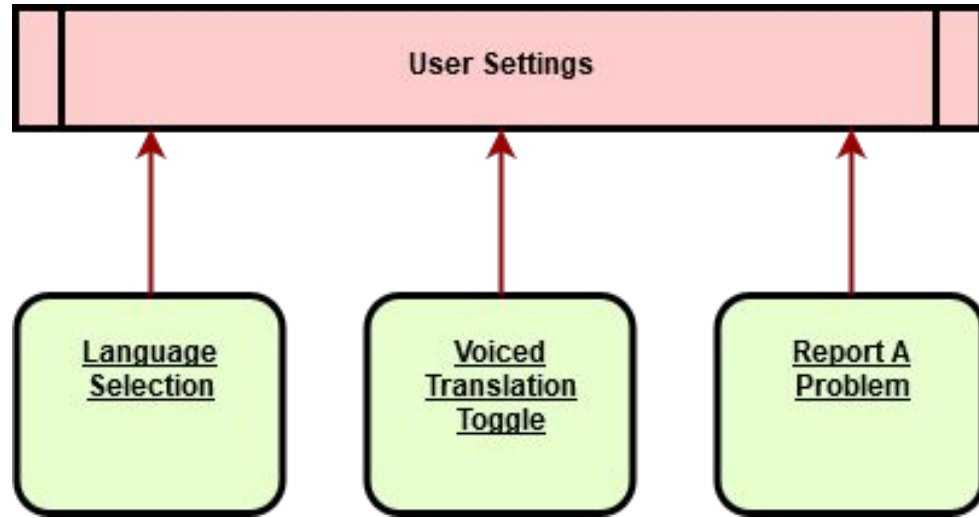 User Settings
Language
Selection
Voiced
Translation
Toggle
Report A
Problem